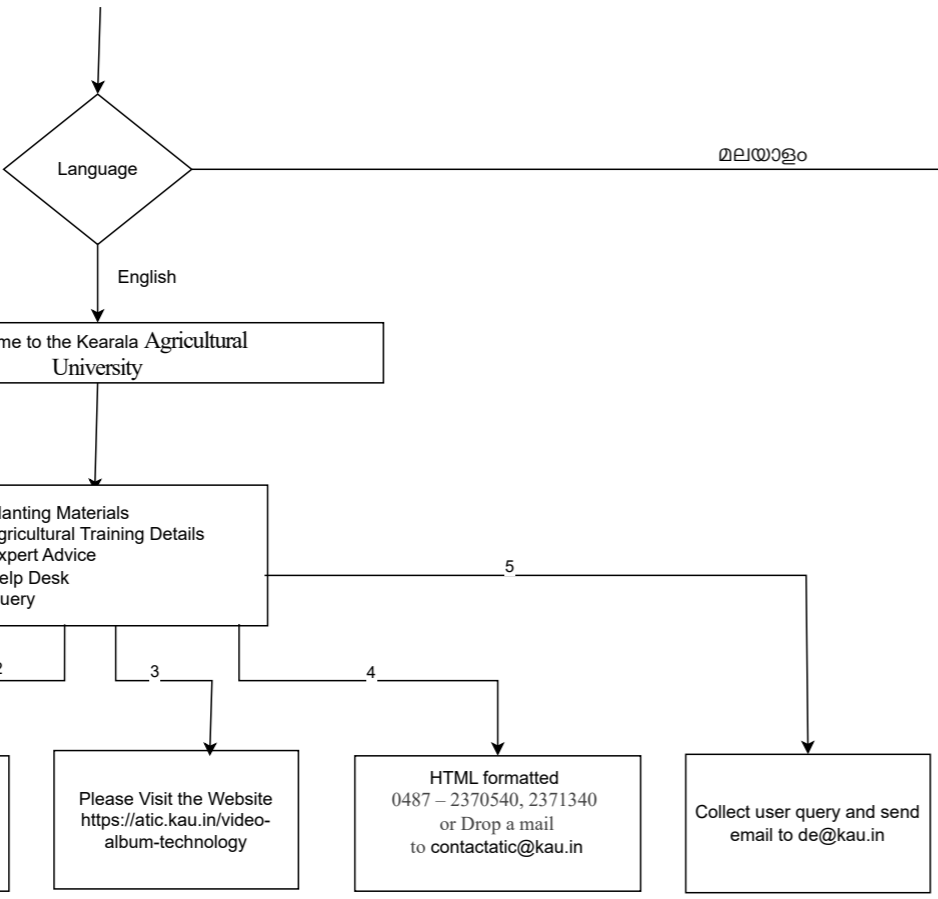 Language
മലയാളം
English
me to the Kearala Agricultural
University
lanting Materials
gricultural Training Details
xpert Advice
elp Desk
uery
5
2
3
4
Please Visit the Website
https://atic.kau.in/video-
album-technology
HTML formatted
0487 – 2370540, 2371340
or Drop a mail
to contactatic@kau.in
Collect user query and send
email to de@kau.in